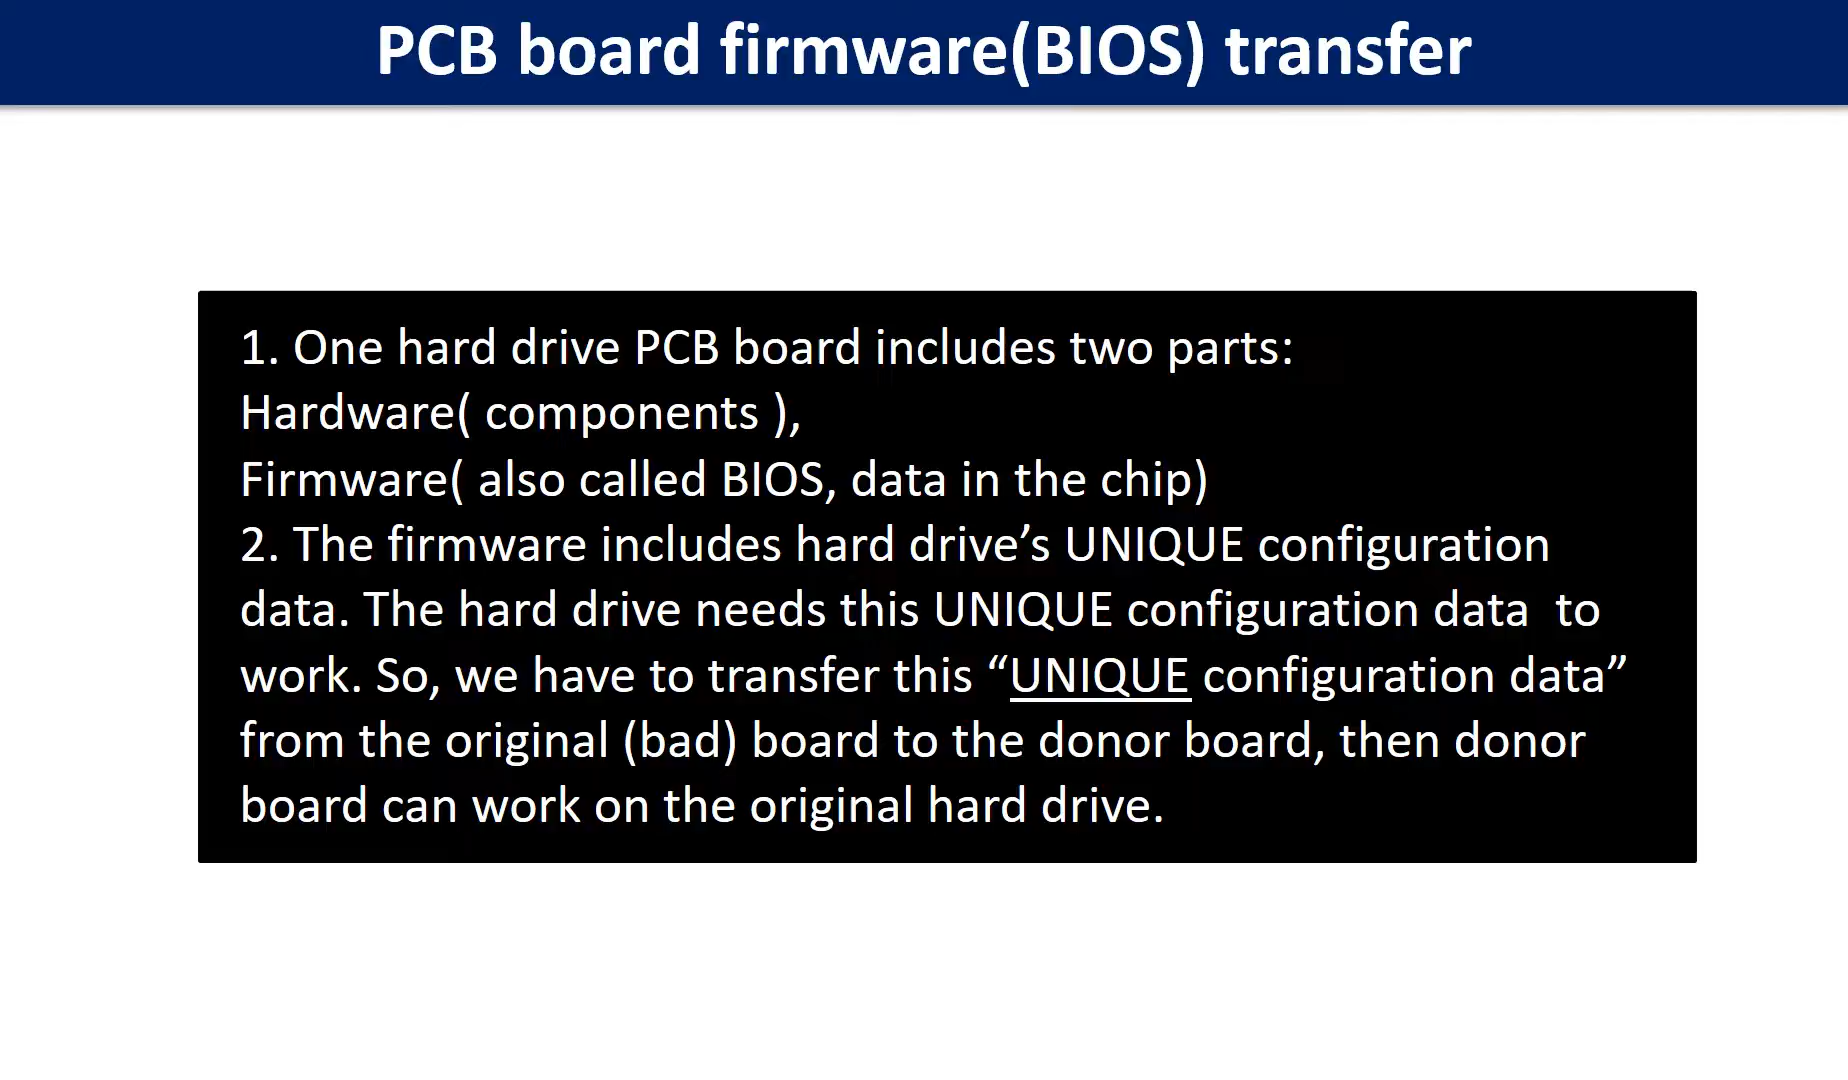 PCB board firmware(BIOS) transfer
1. One hard drive PCB board includes two parts:
Hardware( components ),
Firmware( also called BIOS, data in the chip)
2. The firmware includes hard drive’s UNIQUE configuration
data. The hard drive needs this UNIQUE configuration data  to
work. So, we have to transfer this “UNIQUE configuration data”
from the original (bad) board to the donor board, then donor
board can work on the original hard drive.